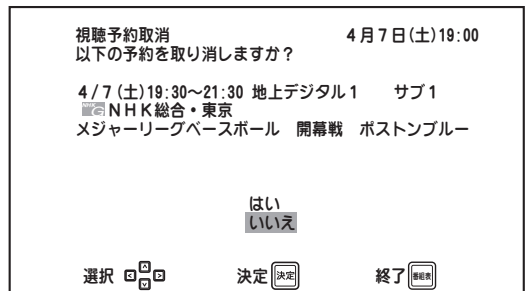 視聴予約取消 4月7日(土)19:00
以下の予約を取り消しますか？
4/7(土)19:30~21:30 地上デジタル1 サブ1
NHK G NHK総合・東京
メジャーリーグベースボール 開幕戦 ポストンブルー
はい
いいえ
選択 決定 決定 終了 番組表